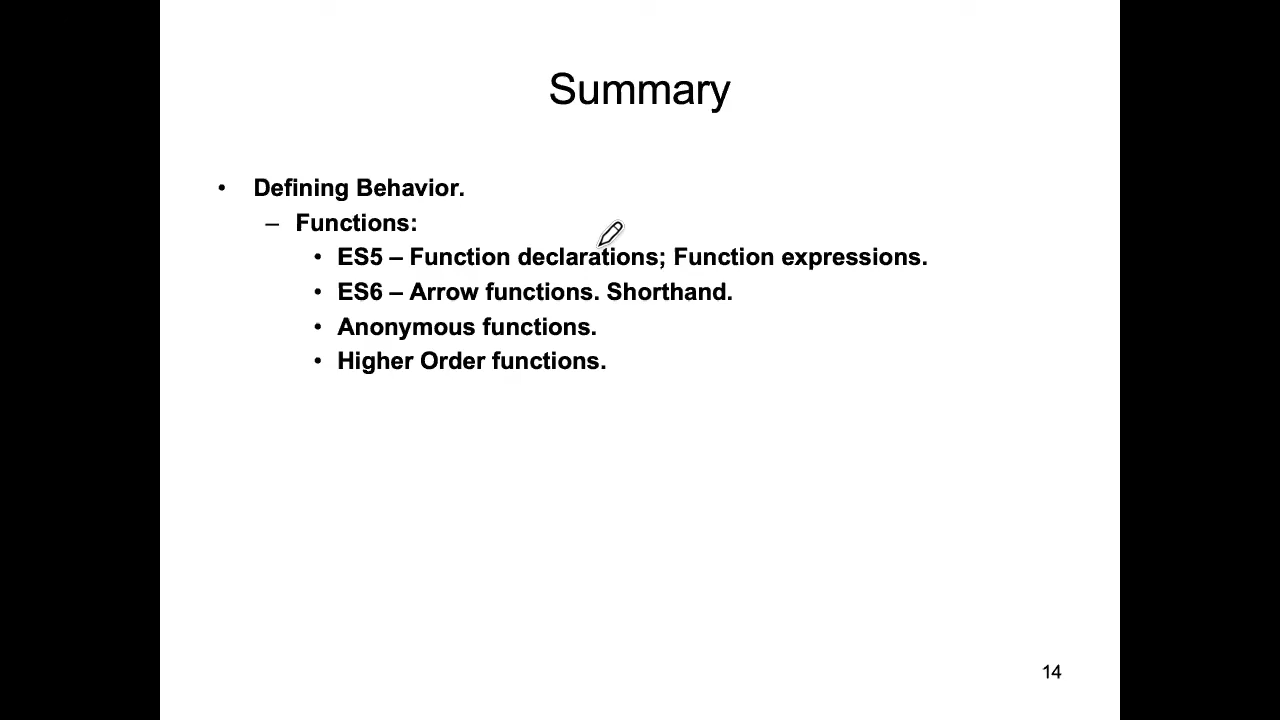 Summary
• Defining Behavior.
– Functions:
• ES5 – Function declarations; Function expressions.
• ES6 – Arrow functions. Shorthand.
• Anonymous functions.
• Higher Order functions.
14